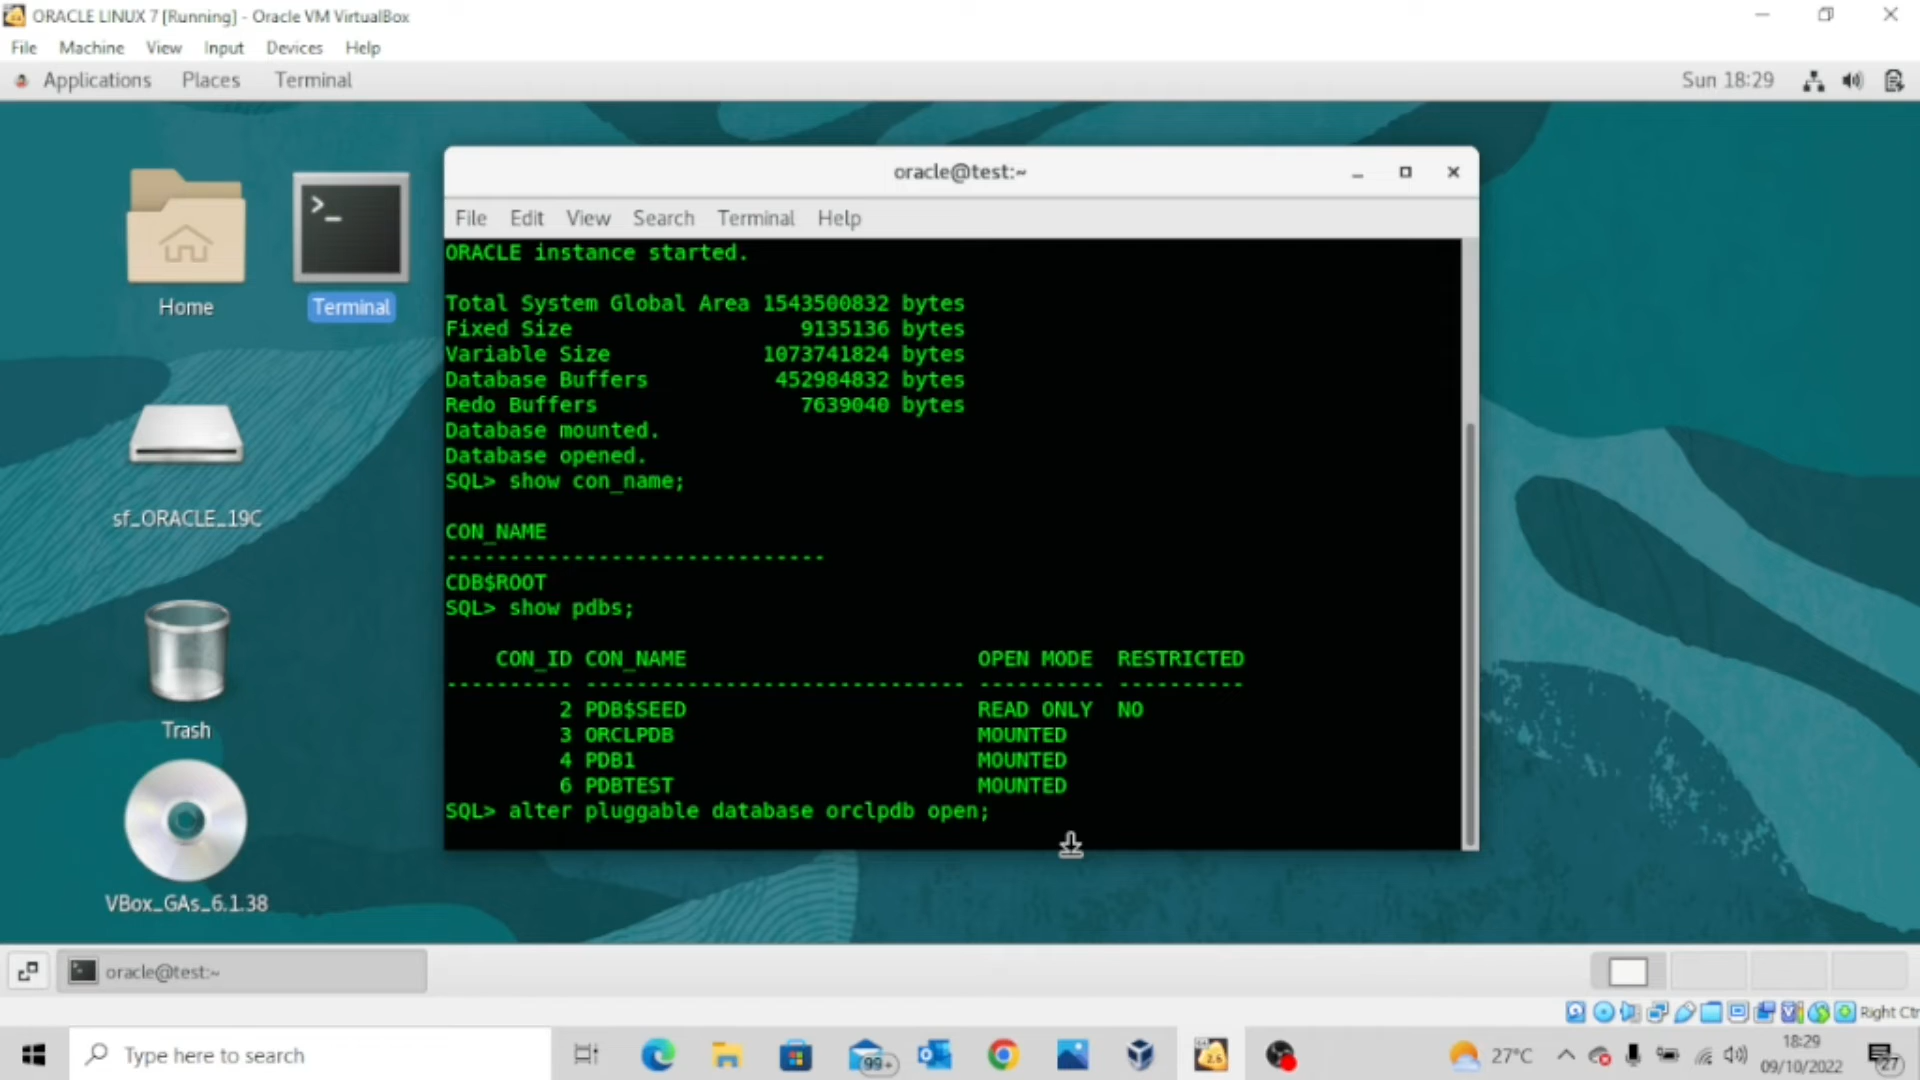 ORACLE LINUX 7 [Running] - Oracle VM VirtualBox
File Machine View Input Devices Help
Applications Places Terminal Sun 18:29
oracle@test:~
File Edit View Search Terminal Help
ORACLE instance started.
Total System Global Area 1543500832 bytes
Fixed Size 9135136 bytes
Variable Size 1073741824 bytes
Database Buffers 452984832 bytes
Redo Buffers 7639040 bytes
Database mounted.
Database opened.
SQL> show con_name;
CON_NAME
------------------------------
CDB$ROOT
SQL> show pdbs;
CON_ID CON_NAME OPEN MODE RESTRICTED
---------- ------------------------------ ---------- ----------
2 PDB$SEED READ ONLY NO
3 ORCLPDB MOUNTED
4 PDB1 MOUNTED
6 PDBTEST MOUNTED
SQL> alter pluggable database orclpdb open;
Home
Terminal
sf_ORACLE_19C
Trash
VBox_GAs_6.1.38
oracle@test:~
Right Ctr
Type here to search
99+
2.6
27°C
18:29
09/10/2022
27